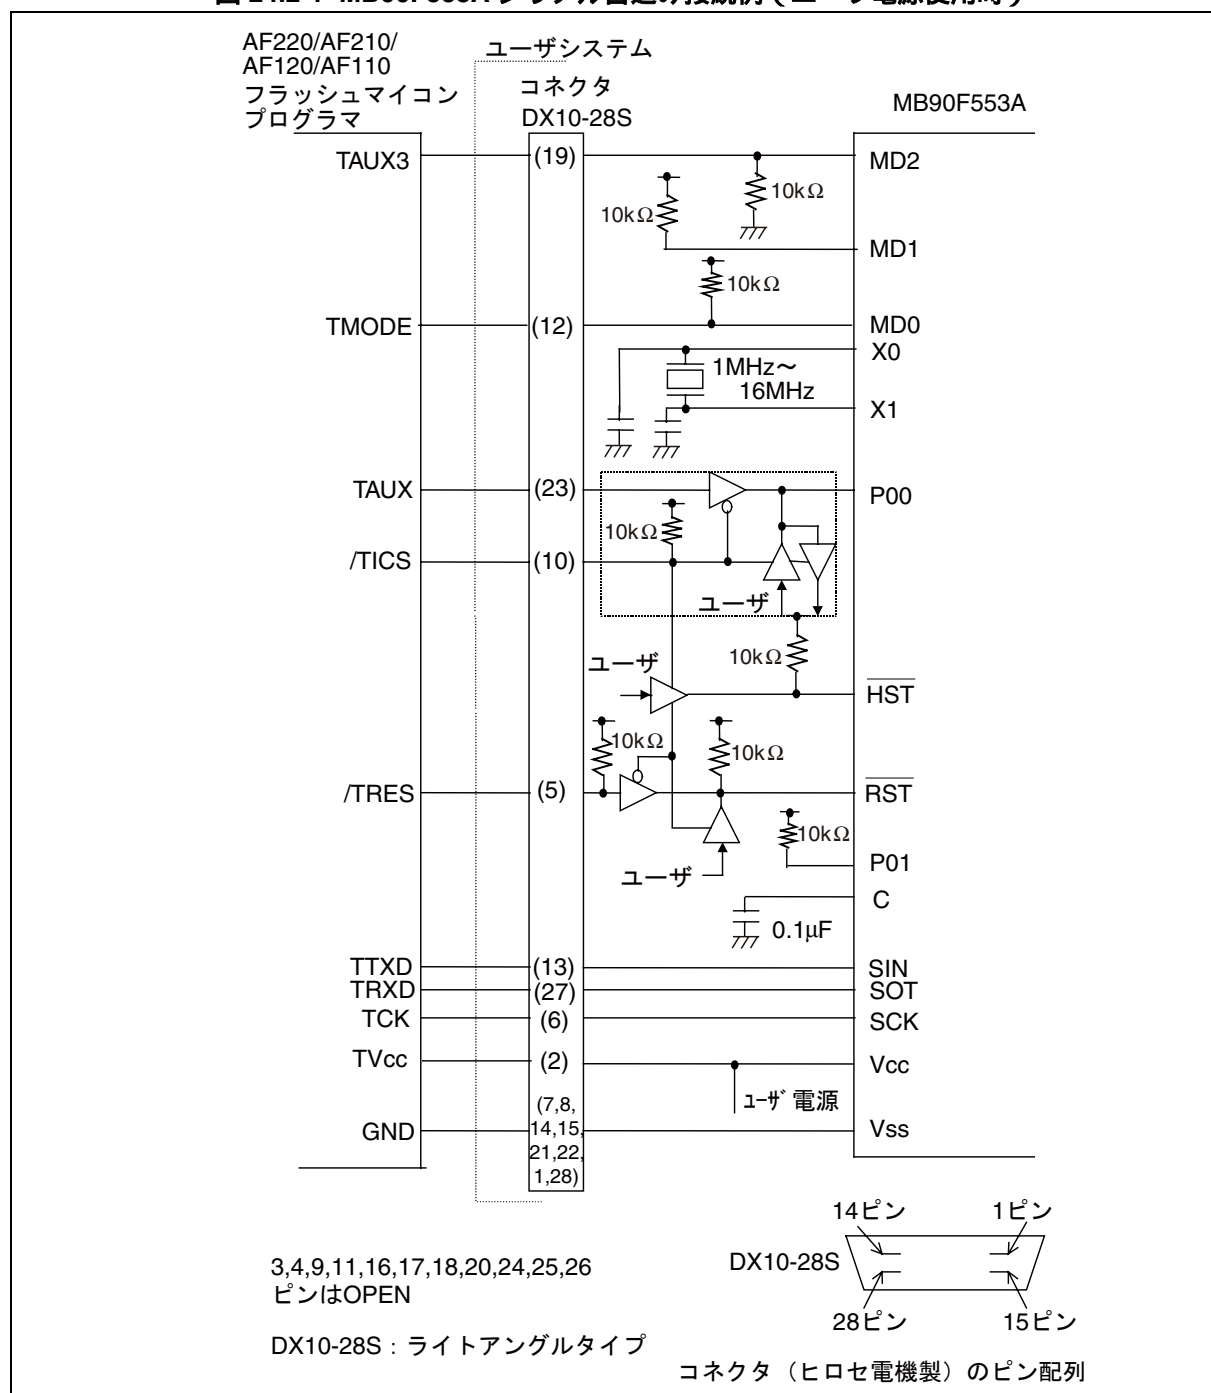 AF220/AF210/
AF120/AF110
フラッシュマイコン
プログラマ
ユーザシステム
コネクタ
DX10-28S
MB90F553A
TAUX3
(19)
MD2
10kΩ
10kΩ
MD1
10kΩ
TMODE
(12)
MD0
X0
1MHz～
16MHz
X1
TAUX
(23)
P00
10kΩ
/TICS
(10)
ユーザ
10kΩ
ユーザ
HST
10kΩ
10kΩ
/TRES
(5)
RST
10kΩ
ユーザ
P01
C
0.1μF
TTXD
(13)
SIN
TRXD
(27)
SOT
TCK
(6)
SCK
TVcc
(2)
Vcc
ﾕｰｻﾞ電源
GND
(7,8,
14,15,
21,22,
1,28)
Vss
14ピン
1ピン
DX10-28S
28ピン
15ピン
3,4,9,11,16,17,18,20,24,25,26
ピンはOPEN
DX10-28S：ライトアングルタイプ
コネクタ（ヒロセ電機製）のピン配列